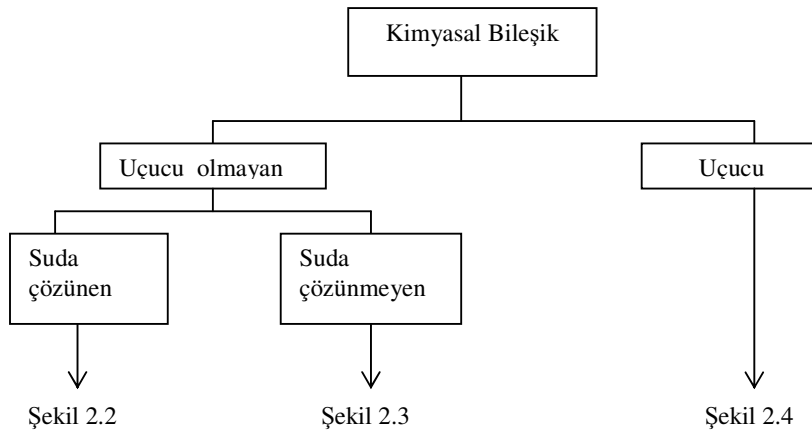 Kimyasal Bileşik
Uçucu olmayan
Uçucu
Suda
çözünen
Suda
çözünmeyen
Şekil 2.2
Şekil 2.3
Şekil 2.4